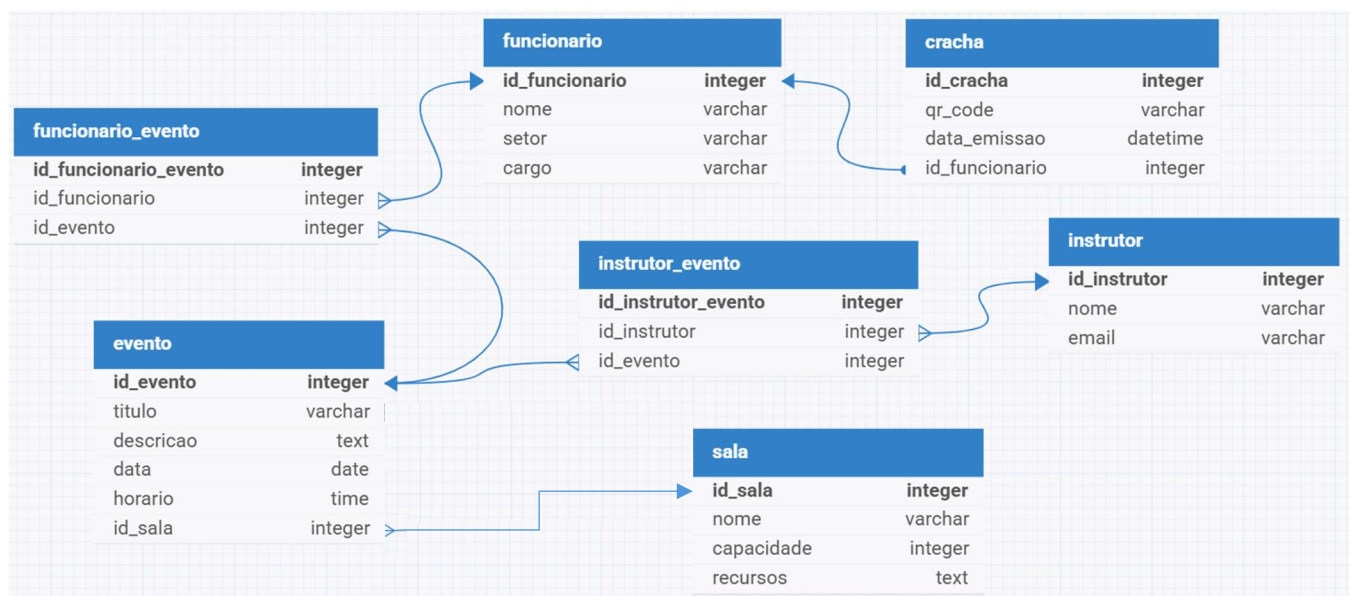 funcionario
id_funcionario integer
nome varchar
setor varchar
cargo varchar
cracha
id_cracha integer
qr_code varchar
data_emissao datetime
id_funcionario integer
funcionario_evento
id_funcionario_evento integer
id_funcionario integer
id_evento integer
instrutor_evento
id_instrutor_evento integer
id_instrutor integer
id_evento integer
instrutor
id_instrutor integer
nome varchar
email varchar
evento
id_evento integer
titulo varchar
descricao text
data date
horario time
id_sala integer
sala
id_sala integer
nome varchar
capacidade integer
recursos text